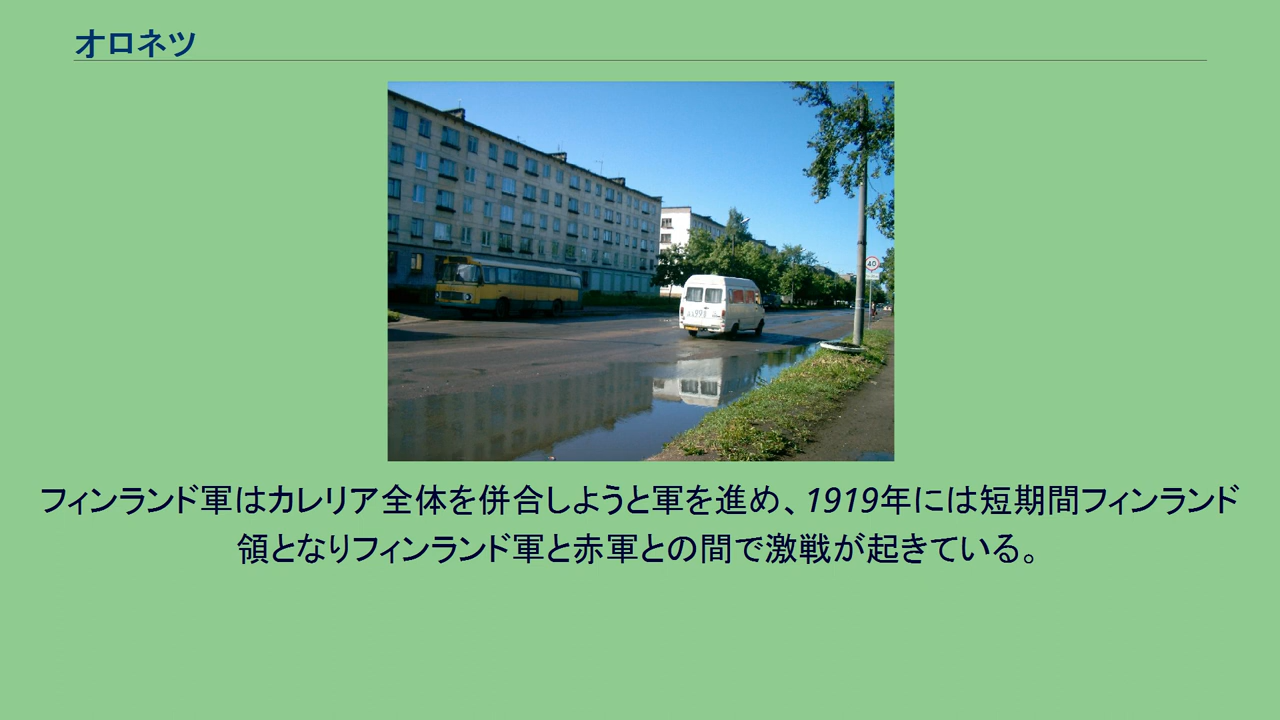 オロネツ
40
フィンランド軍はカレリア全体を併合しようと軍を進め、1919年には短期間フィンランド
領となりフィンランド軍と赤軍との間で激戦が起きている。